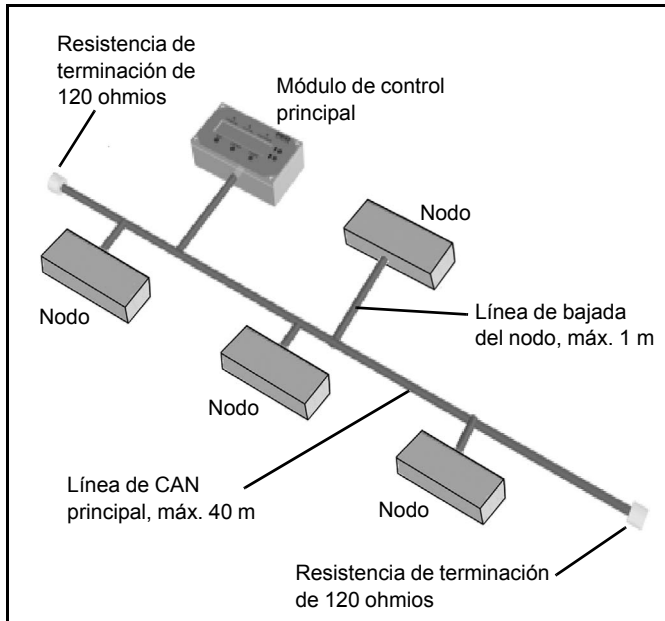 Resistencia de
terminación de
120 ohmios
Módulo de control
principal
Nodo
Nodo
Línea de bajada
del nodo, máx. 1 m
Nodo
Línea de CAN
principal, máx. 40 m
Nodo
Resistencia de terminación
de 120 ohmios